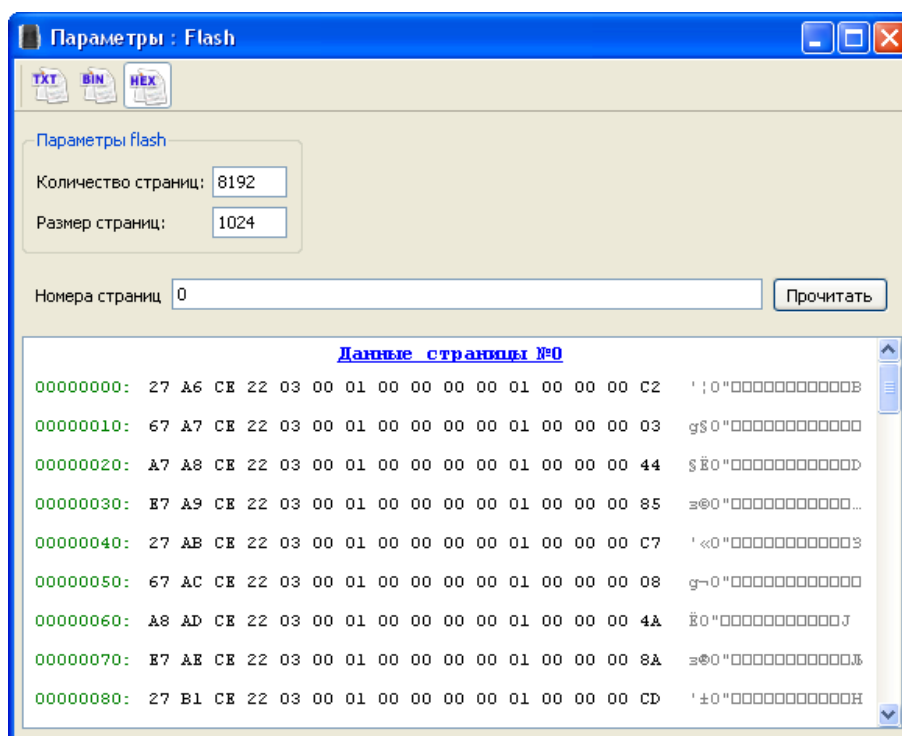 Параметры : Flash
TXT BIN HEX
Параметры flash
Количество страниц: 8192
Размер страниц: 1024
Номера страниц 0 Прочитать
Данные страницы №0
00000000: 27 A6 CE 22 03 00 01 00 00 00 00 01 00 00 00 C2 '¦О"□□□□□□□□□□□В
00000010: 67 A7 CE 22 03 00 01 00 00 00 00 01 00 00 00 03 g§О"□□□□□□□□□□□□
00000020: A7 A8 CE 22 03 00 01 00 00 00 00 01 00 00 00 44 §ЁО"□□□□□□□□□□□D
00000030: E7 A9 CE 22 03 00 01 00 00 00 00 01 00 00 00 85 з©О"□□□□□□□□□□□…
00000040: 27 AB CE 22 03 00 01 00 00 00 00 01 00 00 00 C7 '«О"□□□□□□□□□□□З
00000050: 67 AC CE 22 03 00 01 00 00 00 00 01 00 00 00 08 g¬О"□□□□□□□□□□□□
00000060: A8 AD CE 22 03 00 01 00 00 00 00 01 00 00 00 4A ЁО"□□□□□□□□□□□J
00000070: E7 AE CE 22 03 00 01 00 00 00 00 01 00 00 00 8A з®О"□□□□□□□□□□□Љ
00000080: 27 B1 CE 22 03 00 01 00 00 00 00 01 00 00 00 CD '±О"□□□□□□□□□□□Н